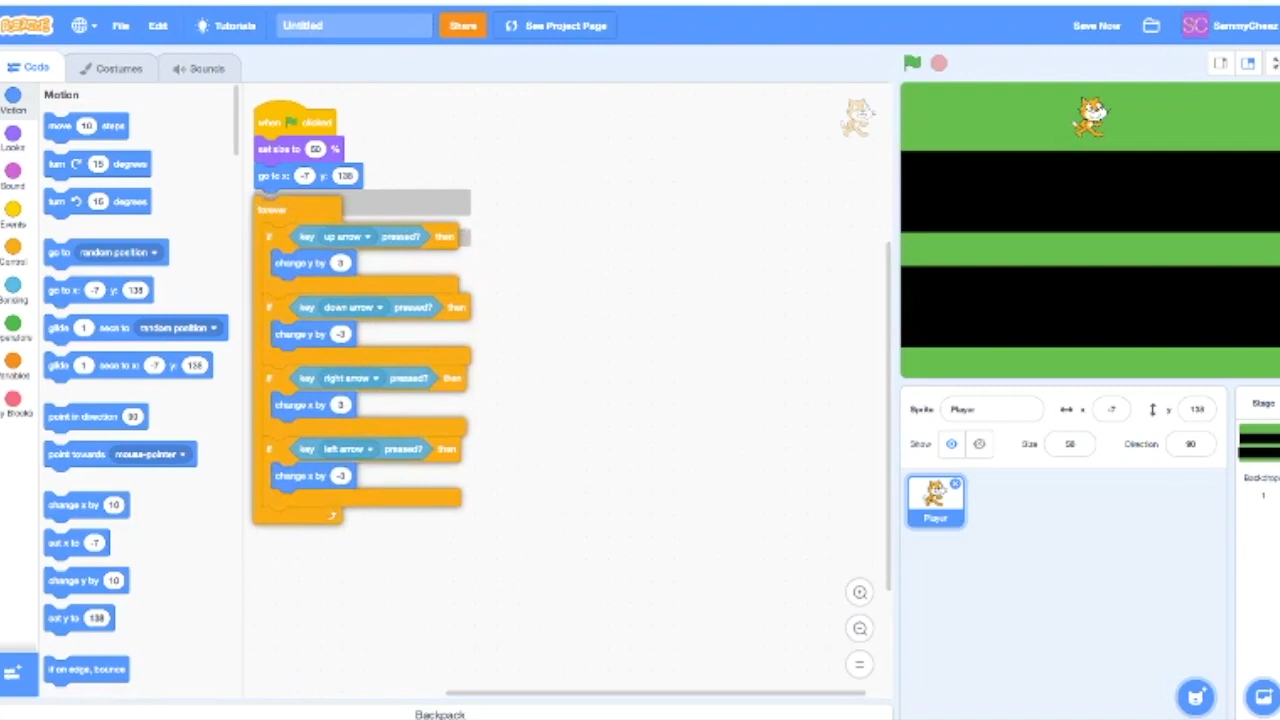 SCRATCH
File Edit Tutorials Untitled Share See Project Page Save Now SammyCheez
SC
Code Costumes Sounds
Motion
Motion
move 10 steps
Looks
turn 15 degrees
Sound
turn 15 degrees
Events
go to random position
Control
go to x: -7 y: 138
Sensing
glide 1 secs to random position
Operators
glide 1 secs to x: -7 y: 138
Variables
My Blocks
point in direction 90
point towards mouse-pointer
change x by 10
set x to -7
change y by 10
set y to 138
if on edge, bounce
when clicked
set size to 50 %
go to x: -7 y: 138
forever
if key up arrow pressed? then
change y by 3
if key down arrow pressed? then
change y by -3
if key right arrow pressed? then
change x by 3
if key left arrow pressed? then
change x by -3
Sprite Player x -7 y 138
Show Size 50 Direction 90
Player
Stage
Backdrops
1
Backpack